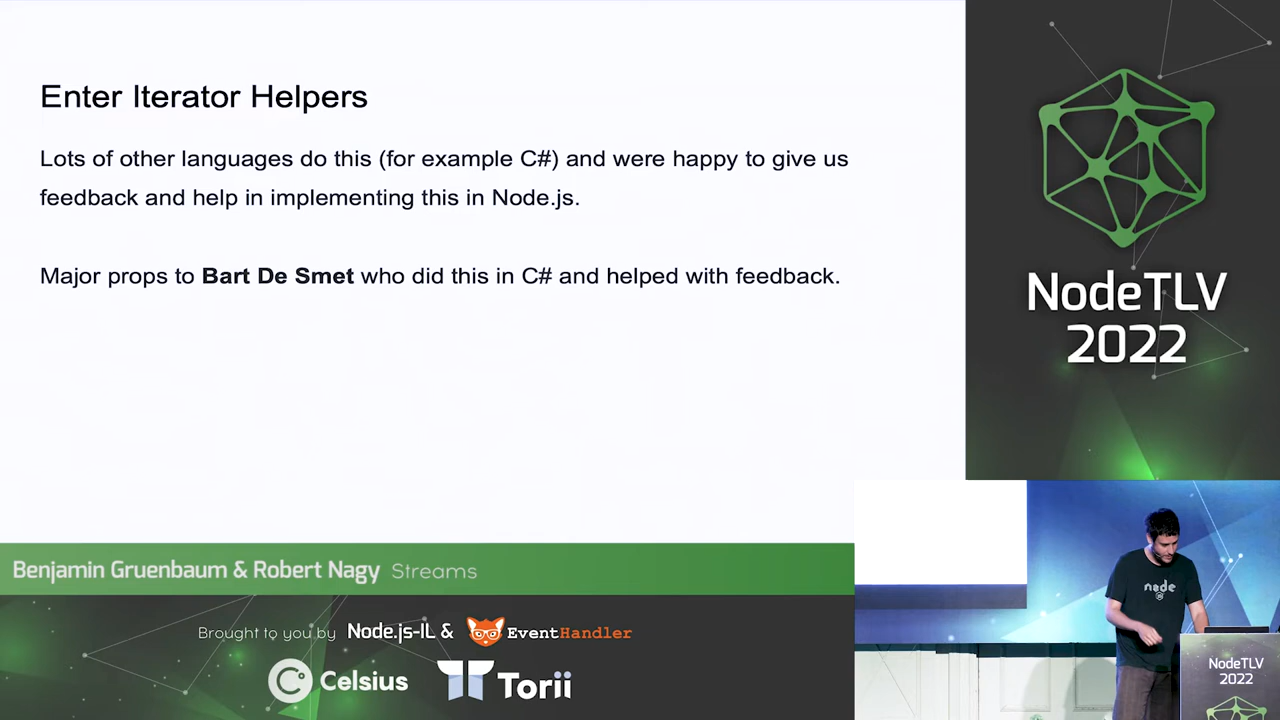 Enter Iterator Helpers
Lots of other languages do this (for example C#) and were happy to give us
feedback and help in implementing this in Node.js.
Major props to Bart De Smet who did this in C# and helped with feedback.
NodeTLV
2022
Benjamin Gruenbaum & Robert Nagy Streams
Brought to you by Node.js-IL & EventHandler
Celsius Torii
node
NodeTLV
2022